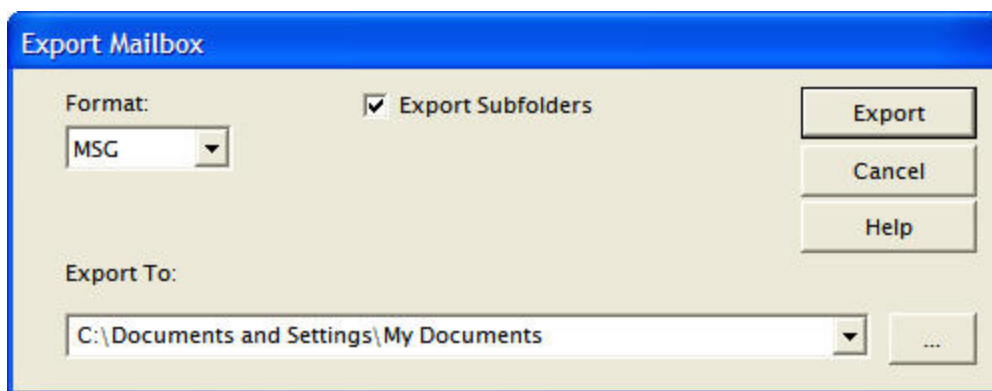 Export Mailbox
Format:
Export Subfolders
MSG
Export
Cancel
Help
Export To:
C:\Documents and Settings\My Documents
...